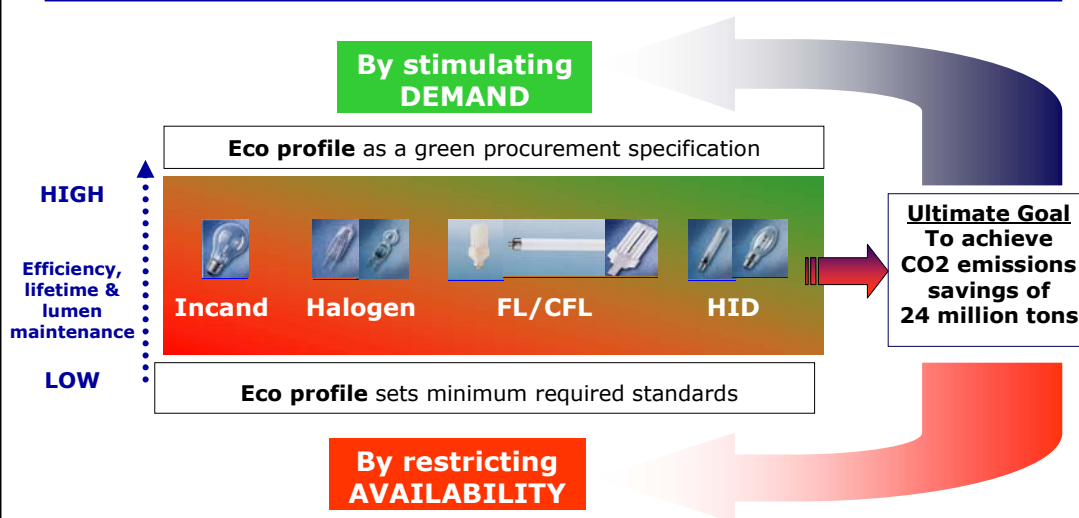 By stimulating
DEMAND
Eco profile as a green procurement specification
HIGH
Efficiency,
lifetime &
lumen
maintenance
LOW
Incand
Halogen
FL/CFL
HID
Ultimate Goal
To achieve
CO2 emissions
savings of
24 million tons
Eco profile sets minimum required standards
By restricting
AVAILABILITY